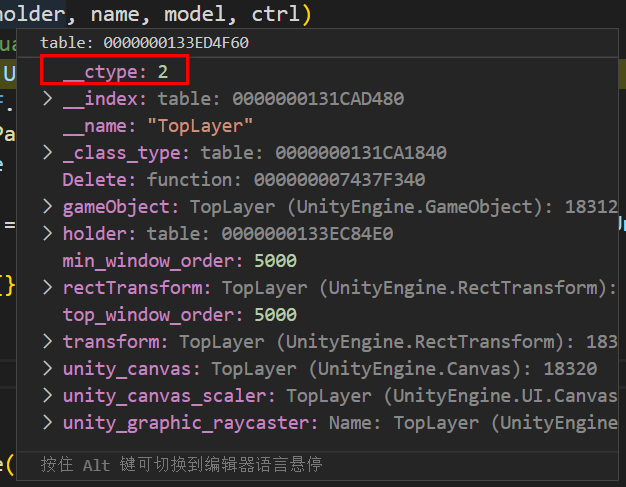 holder, name, model, ctrl)
table: 0000000133ED4F60
__ctype: 2
> __index: table: 0000000131CAD480
__name: "TopLayer"
> _class_type: table: 0000000131CA1840
Delete: function: 000000007437F340
> gameObject: TopLayer (UnityEngine.GameObject): 18312
> holder: table: 0000000133EC84E0
min_window_order: 5000
> rectTransform: TopLayer (UnityEngine.RectTransform):
top_window_order: 5000
> transform: TopLayer (UnityEngine.RectTransform): 183
> unity_canvas: TopLayer (UnityEngine.Canvas): 18320
> unity_canvas_scaler: TopLayer (UnityEngine.UI.Canvas
> unity_graphic_raycaster: Name: TopLayer (UnityEngine
按住 Alt 键可切换到编辑器语言悬停